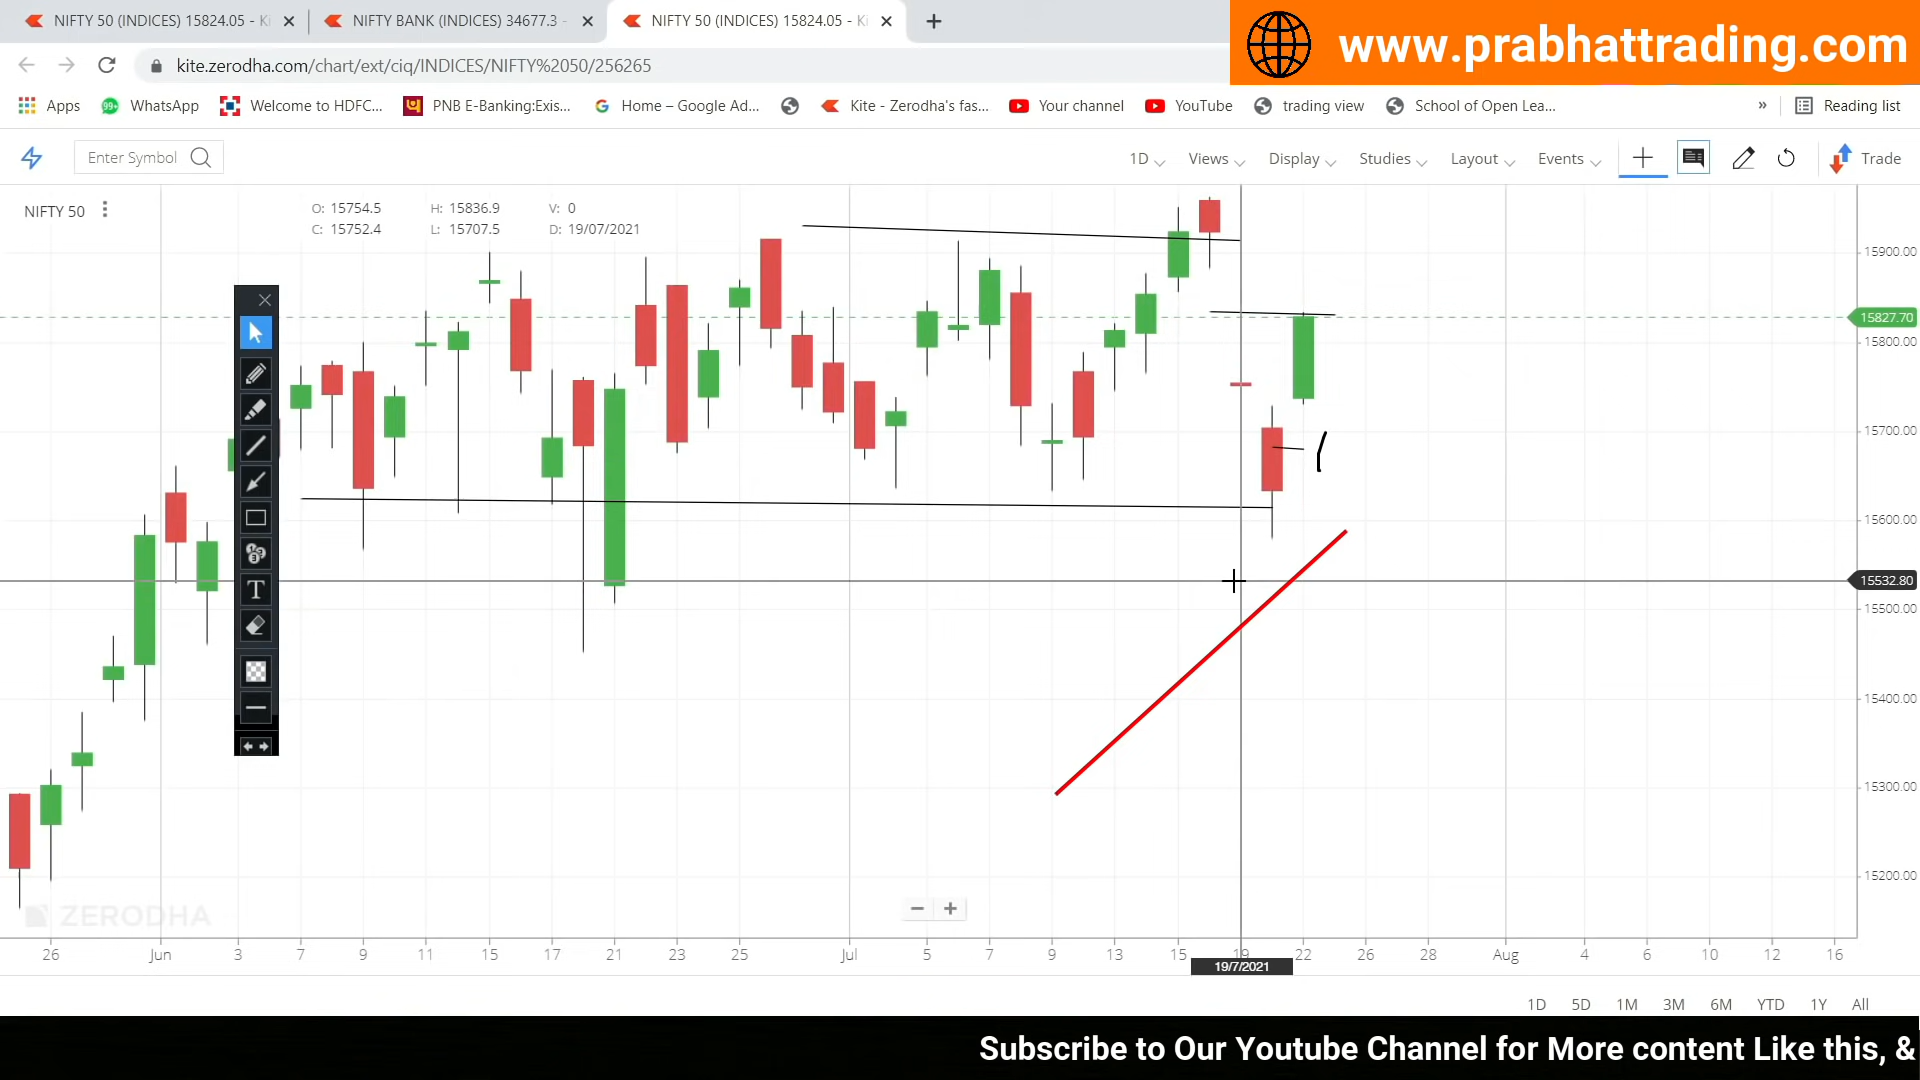 NIFTY 50 (INDICES) 15824.05 - Ki
NIFTY BANK (INDICES) 34677.3 -
NIFTY 50 (INDICES) 15824.05 - Ki
www.prabhattrading.com
kite.zerodha.com/chart/ext/ciq/INDICES/NIFTY%2050/256265
Apps
99+
WhatsApp
Welcome to HDFC...
PNB E-Banking:Exis...
Home – Google Ad...
Kite - Zerodha's fas...
Your channel
YouTube
trading view
School of Open Lea...
»
Reading list
Enter Symbol
1D
Views
Display
Studies
Layout
Events
Trade
NIFTY 50
O: 15754.5 H: 15836.9 V: 0
C: 15752.4 L: 15707.5 D: 19/07/2021
15900.00
15827.70
15800.00
15700.00
15600.00
15532.80
15500.00
15400.00
15300.00
15200.00
T
ZERODHA
26 Jun 3 7 9 11 15 17 21 23 25 Jul 5 7 9 13 15 19 22 26 28 Aug 4 6 10 12 16
19/7/2021
1D 5D 1M 3M 6M YTD 1Y All
Subscribe to Our Youtube Channel for More content Like this, &